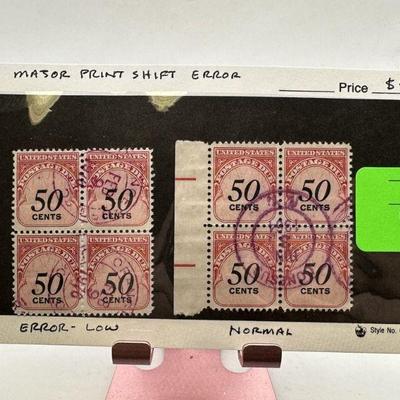 MAJOR PRINT SHIFT ERROR
Price $
UNITED STATES UNITED STATES
POSTAGE DUE POSTAGE DUE
50 50
CENTS CENTS
UNITED STATES UNITED STATES
POSTAGE DUE POSTAGE DUE
50 50
CENTS CENTS
UNITED STATES UNITED STATES
POSTAGE DUE POSTAGE DUE
50 50
CENTS CENTS
UNITED STATES UNITED STATES
POSTAGE DUE POSTAGE DUE
50 50
CENTS CENTS
ERROR - LOW
NORMAL
Style No.